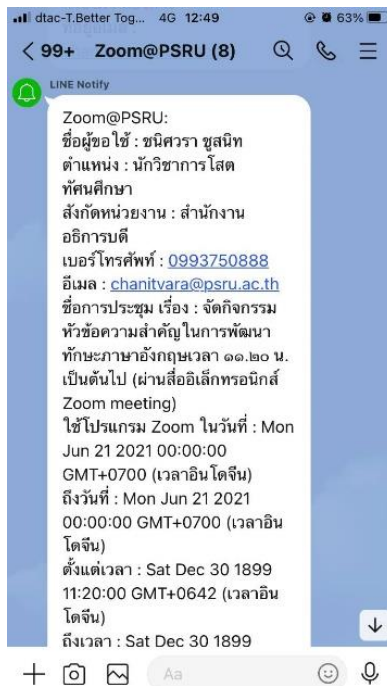 dtac-T.Better Tog... 4G 12:49 63%
99+ Zoom@PSRU (8)
LINE Notify
Zoom@PSRU:
ชื่อผู้ขอใช้ : ชนิศวรา ชูสนิท
ตำแหน่ง : นักวิชาการโสต
ทัศนศึกษา
สังกัดหน่วยงาน : สำนักงาน
อธิการบดี
เบอร์โทรศัพท์ : 0993750888
อีเมล : chanitvara@psru.ac.th
ชื่อการประชุม เรื่อง : จัดกิจกรรม
หัวข้อความสำคัญในการพัฒนา
ทักษะภาษาอังกฤษเวลา ๑๑.๒๐ น.
เป็นต้นไป (ผ่านสื่ออิเล็กทรอนิกส์
Zoom meeting)
ใช้โปรแกรม Zoom ในวันที่ : Mon
Jun 21 2021 00:00:00
GMT+0700 (เวลาอินโดจีน)
ถึงวันที่ : Mon Jun 21 2021
00:00:00 GMT+0700 (เวลาอิน
โดจีน)
ตั้งแต่เวลา : Sat Dec 30 1899
11:20:00 GMT+0642 (เวลาอิน
โดจีน)
ถึงเวลา : Sat Dec 30 1899
Aa